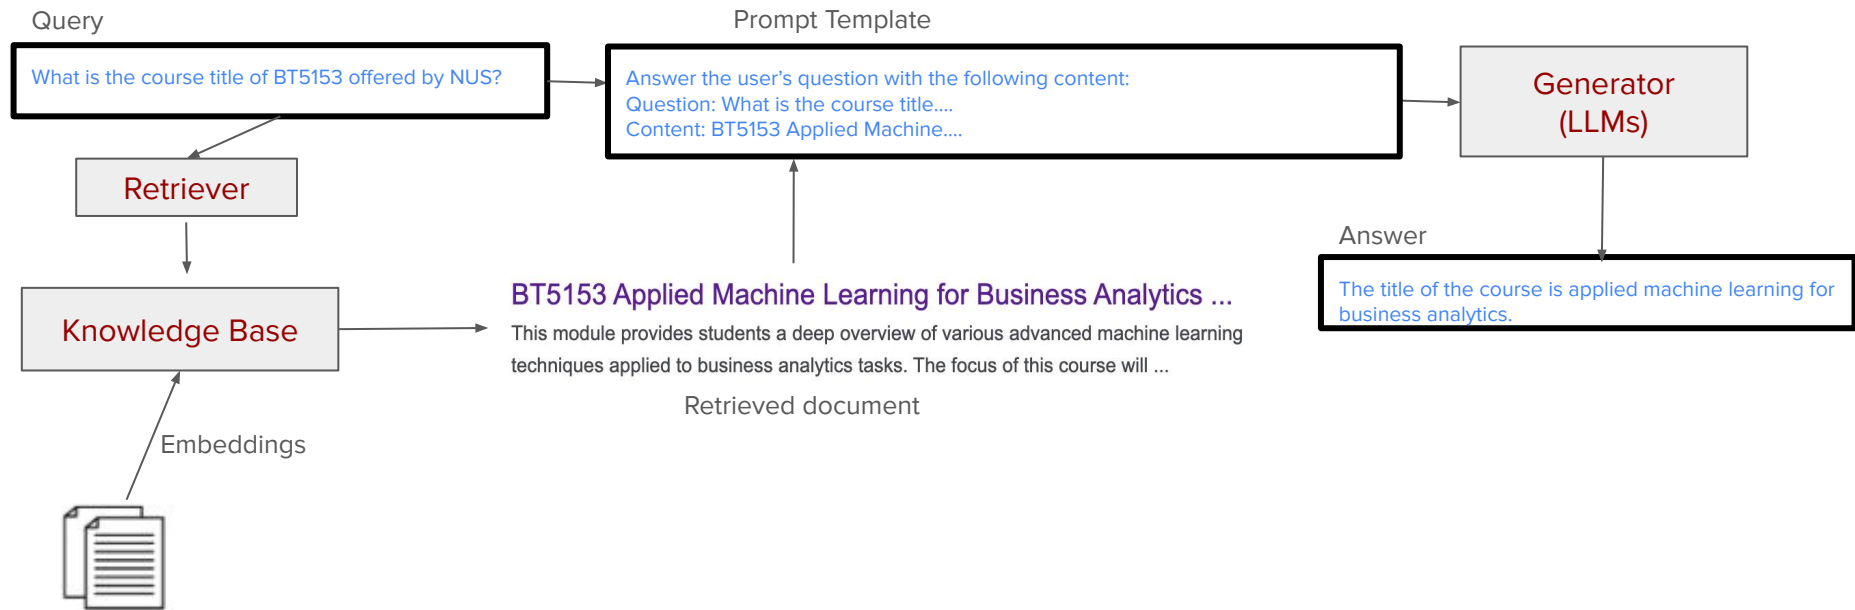 Query
What is the course title of BT5153 offered by NUS?
Prompt Template
Answer the user’s question with the following content:
Question: What is the course title....
Content: BT5153 Applied Machine....
Generator
(LLMs)
Retriever
Knowledge Base
Embeddings
BT5153 Applied Machine Learning for Business Analytics ...
This module provides students a deep overview of various advanced machine learning
techniques applied to business analytics tasks. The focus of this course will ...
Retrieved document
Answer
The title of the course is applied machine learning for
business analytics.